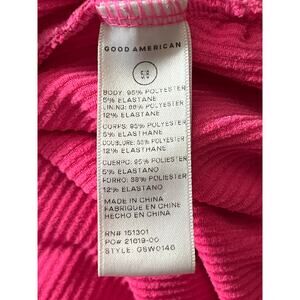 GOOD AMERICAN
5/6
BODY: 95% POLYESTER
5% ELASTANE
LINING: 88% POLYESTER
12% ELASTANE
CORPS: 95% POLYESTER
5% ELASTHANE
DOUBLURE: 88% POLYESTER
12% ELASTHANNE
CUERPO: 95% POLIESTER
5% ELASTANO
FORRO: 88% POLIESTER
12% ELASTANO
MADE IN CHINA
FABRIQUE EN CHINE
HECHO EN CHINA
RN# 151301
PO# 21619-00
STYLE: GSW0146